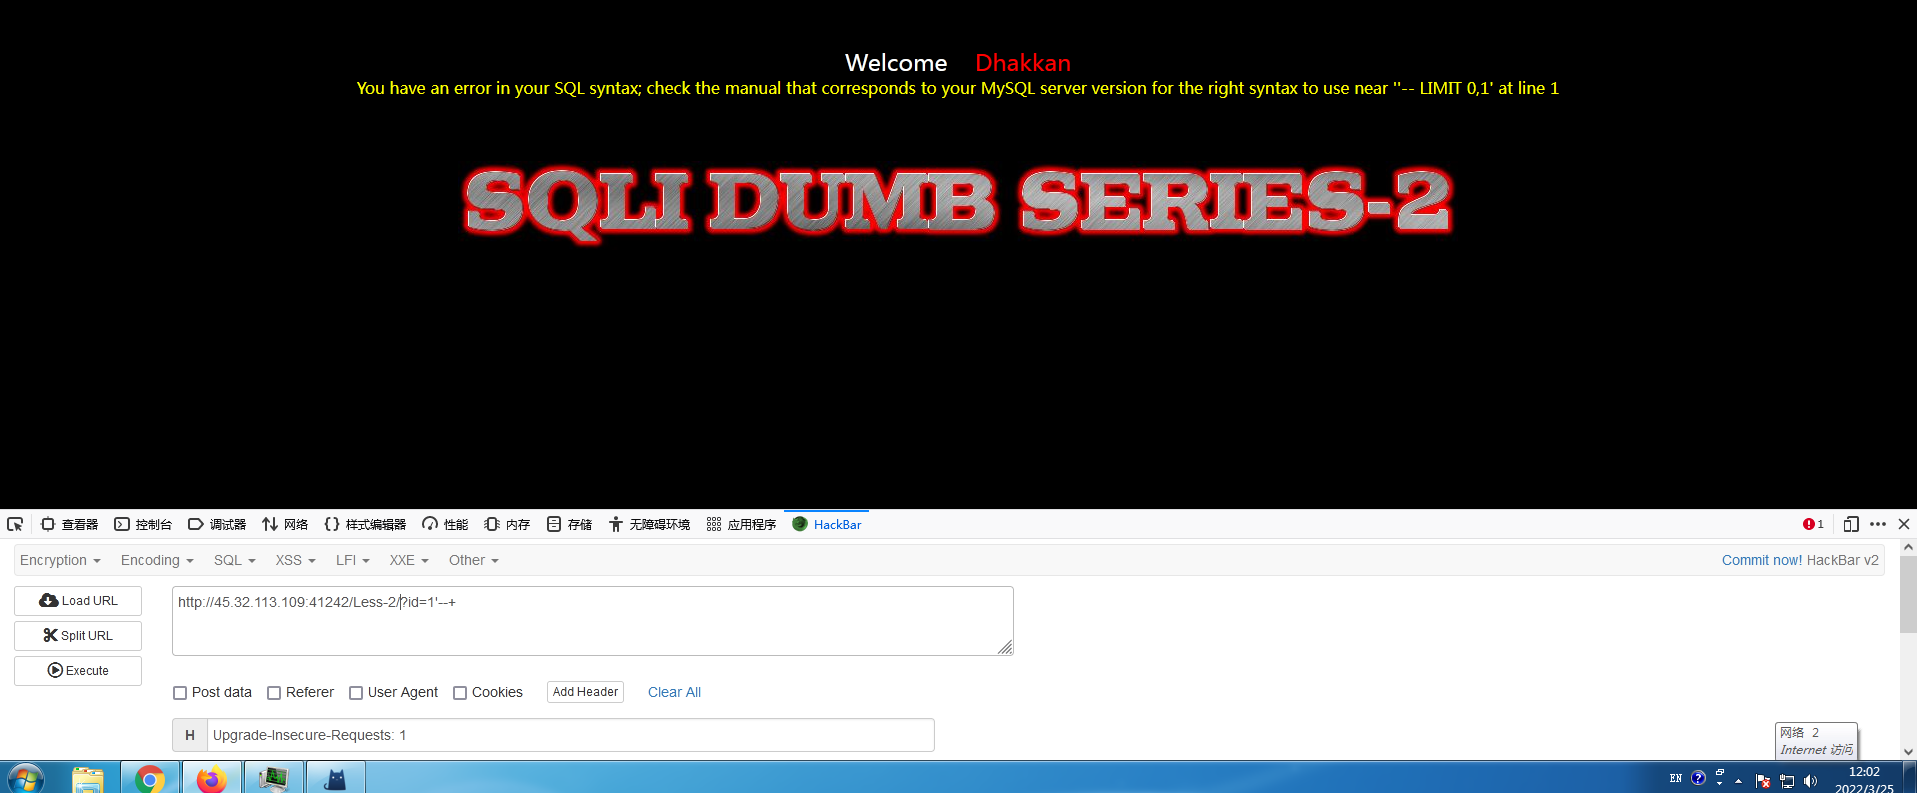 Welcome Dhakkan
You have an error in your SQL syntax; check the manual that corresponds to your MySQL server version for the right syntax to use near ''-- LIMIT 0,1' at line 1
SQLI DUMB SERIES-2
查看器 控制台 调试器 网络 样式编辑器 性能 内存 存储 无障碍环境 应用程序 HackBar 1
Encryption Encoding SQL XSS LFI XXE Other Commit now! HackBar v2
Load URL
http://45.32.113.109:41242/Less-2/?id=1'--+
Split URL
Execute
Post data Referer User Agent Cookies Add Header Clear All
H Upgrade-Insecure-Requests: 1
网络 2
Internet 访问
EN
12:02
2022/3/25